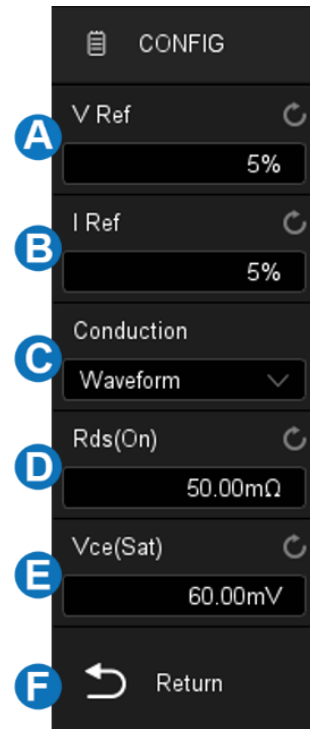 CONFIG
A
V Ref
5%
B
I Ref
5%
C
Conduction
Waveform
D
Rds(On)
50.00mΩ
E
Vce(Sat)
60.00mV
F
Return